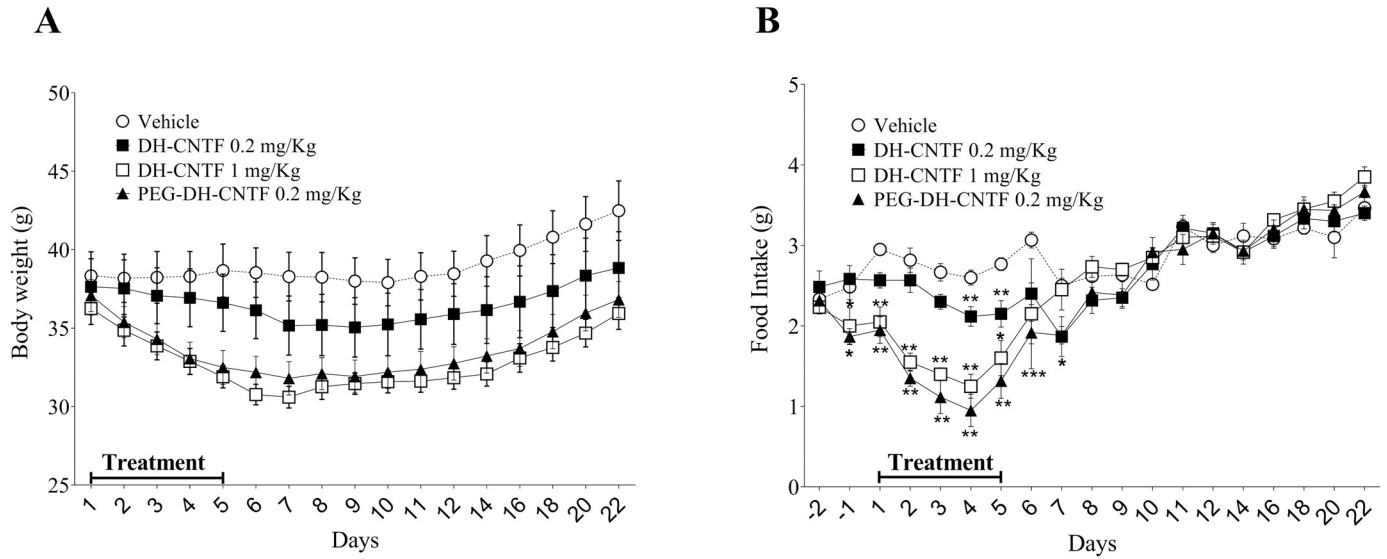 A
Body weight (g)
50
45
40
35
30
25
Vehicle
DH-CNTF 0.2 mg/Kg
DH-CNTF 1 mg/Kg
PEG-DH-CNTF 0.2 mg/Kg
Treatment
1 2 3 4 5 6 7 8 9 10 11 12 14 16 18 20 22
Days
B
Food Intake (g)
5
4
3
2
1
0
Vehicle
DH-CNTF 0.2 mg/Kg
DH-CNTF 1 mg/Kg
PEG-DH-CNTF 0.2 mg/Kg
* ** ** **
** ** ** *
* ** ** ** ** ** *** *
Treatment
-2 -1 1 2 3 4 5 6 7 8 9 10 11 12 14 16 18 20 22
Days